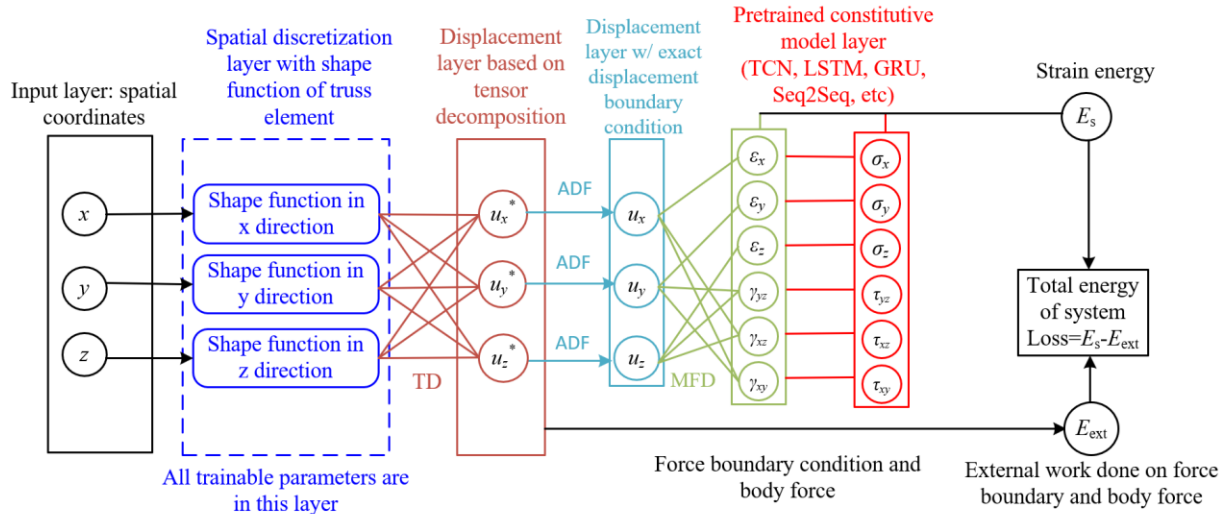 Input layer: spatial
coordinates
x
y
z
Spatial discretization
layer with shape
function of truss
element
Shape function in
x direction
Shape function in
y direction
Shape function in
z direction
All trainable parameters are
in this layer
TD
Displacement
layer based on
tensor
decomposition
u_x^*
u_y^*
u_z^*
ADF
ADF
ADF
Displacement
layer w/ exact
displacement
boundary
condition
u_x
u_y
u_z
MFD
Pretrained constitutive
model layer
(TCN, LSTM, GRU,
Seq2Seq, etc)
ε_x
ε_y
ε_z
γ_yz
γ_xz
γ_xy
σ_x
σ_y
σ_z
τ_yz
τ_xz
τ_xy
Strain energy
E_s
Total energy
of system
Loss=E_s-E_ext
E_ext
Force boundary condition and
body force
External work done on force
boundary and body force